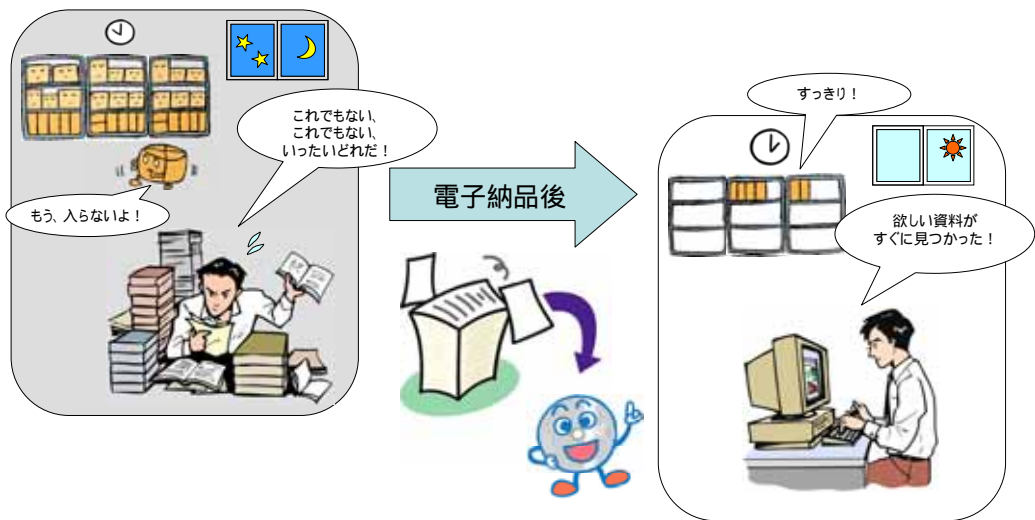 これでもない、
これでもない、
いったいどれだ！
もう、入らないよ！
電子納品後
すっきり！
欲しい資料が
すぐに見つかった！